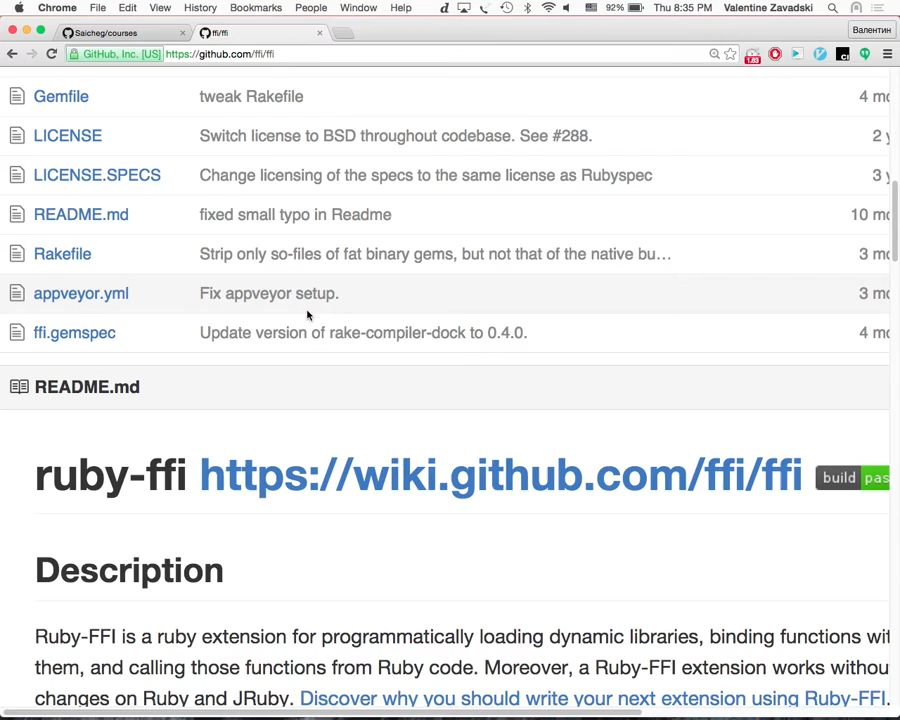 Chrome File Edit View History Bookmarks People Window Help 92% Thu 8:35 PM Valentine Zavadski
Saicheg/courses ffi/ffi Валентин
GitHub, Inc. [US] https://github.com/ffi/ffi 1.83
Gemfile tweak Rakefile 4 mo
LICENSE Switch license to BSD throughout codebase. See #288. 2 y
LICENSE.SPECS Change licensing of the specs to the same license as Rubyspec 3 y
README.md fixed small typo in Readme 10 mo
Rakefile Strip only so-files of fat binary gems, but not that of the native bu… 3 mo
appveyor.yml Fix appveyor setup. 3 mo
ffi.gemspec Update version of rake-compiler-dock to 0.4.0. 4 mo
README.md
ruby-ffi https://wiki.github.com/ffi/ffi build pas
Description
Ruby-FFI is a ruby extension for programmatically loading dynamic libraries, binding functions wit
them, and calling those functions from Ruby code. Moreover, a Ruby-FFI extension works withou
changes on Ruby and JRuby. Discover why you should write your next extension using Ruby-FFI.